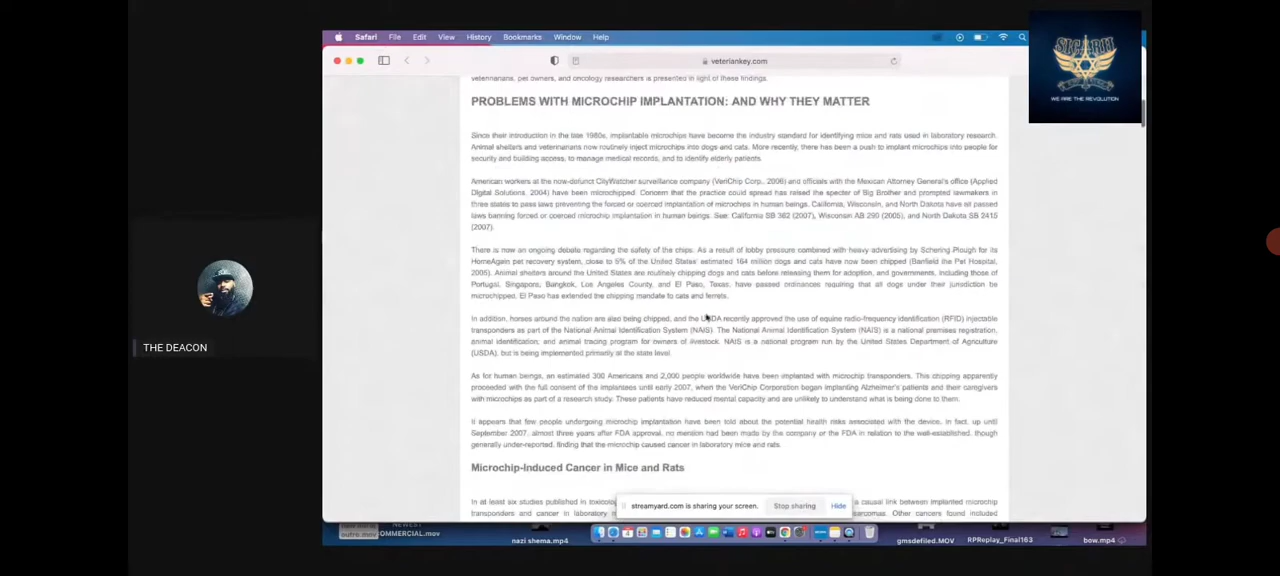 Safari File Edit View History Bookmarks Window Help
veteriankey.com
SICARII
WE ARE THE REVOLUTION
veterinarians, pet owners, and oncology researchers is presented in light of these findings.
PROBLEMS WITH MICROCHIP IMPLANTATION: AND WHY THEY MATTER
Since their introduction in the late 1980s, implantable microchips have become the industry standard for identifying mice and rats used in laboratory research.
Animal shelters and veterinarians now routinely inject microchips into dogs and cats. More recently, there has been a push to implant microchips into people for
security and building access, to manage medical records, and to identify elderly patients.
American workers at the now-defunct CityWatcher surveillance company (VeriChip Corp., 2006) and officials with the Mexican Attorney General's office (Applied
Digital Solutions, 2004) have been microchipped. Concern that the practice could spread has raised the specter of Big Brother and prompted lawmakers in
three states to pass laws preventing the forced or coerced implantation of microchips in human beings. California, Wisconsin, and North Dakota have all passed
laws banning forced or coerced microchip implantation in human beings. See: California SB 362 (2007), Wisconsin AB 290 (2005), and North Dakota SB 2415
(2007).
There is now an ongoing debate regarding the safety of the chips. As a result of lobby pressure combined with heavy advertising by Schering Plough for its
HomeAgain pet recovery system, close to 5% of the United States' estimated 164 million dogs and cats have now been chipped (Banfield the Pet Hospital,
2005). Animal shelters around the United States are routinely chipping dogs and cats before releasing them for adoption, and governments, including those of
Portugal, Singapore, Bangkok, Los Angeles County, and El Paso, Texas, have passed ordinances requiring that all dogs under their jurisdiction be
microchipped. El Paso has extended the chipping mandate to cats and ferrets.
In addition, horses around the nation are also being chipped, and the USDA recently approved the use of equine radio-frequency identification (RFID) injectable
transponders as part of the National Animal Identification System (NAIS). The National Animal Identification System (NAIS) is a national premises registration,
animal identification, and animal tracing program for owners of livestock. NAIS is a national program run by the United States Department of Agriculture
(USDA), but is being implemented primarily at the state level.
As for human beings, an estimated 300 Americans and 2,000 people worldwide have been implanted with microchip transponders. This chipping apparently
proceeded with the full consent of the implantees until early 2007, when the VeriChip Corporation began implanting Alzheimer's patients and their caregivers
with microchips as part of a research study. These patients have reduced mental capacity and are unlikely to understand what is being done to them.
THE DEACON
It appears that few people undergoing microchip implantation have been told about the potential health risks associated with the device. In fact, up until
September 2007, almost three years after FDA approval, no mention had been made by the company or the FDA in relation to the well-established, though
generally under-reported, finding that the microchip caused cancer in laboratory mice and rats.
Microchip-Induced Cancer in Mice and Rats
In at least six studies published in toxicolo a causal link between implanted microchip
transponders and cancer in laboratory sarcomas. Other cancers found included
streamyard.com is sharing your screen. Stop sharing Hide
OMMERCIAL.mov
nazi shema.mp4
gmsdefiled.MOV
RPReplay_Final163
bow.mp4